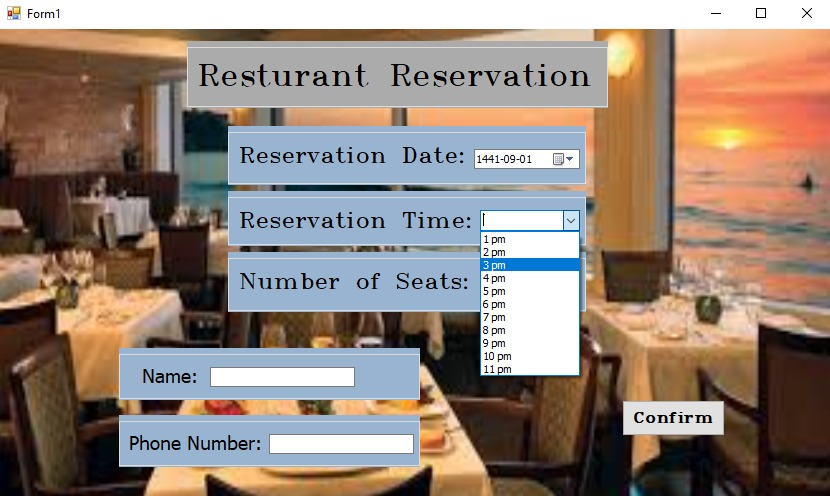 Form1
Resturant Reservation
Reservation Date: 1441-09-01
Reservation Time:
1 pm
2 pm
3 pm
4 pm
5 pm
6 pm
7 pm
8 pm
9 pm
10 pm
11 pm
Number of Seats:
Name:
Phone Number:
Confirm